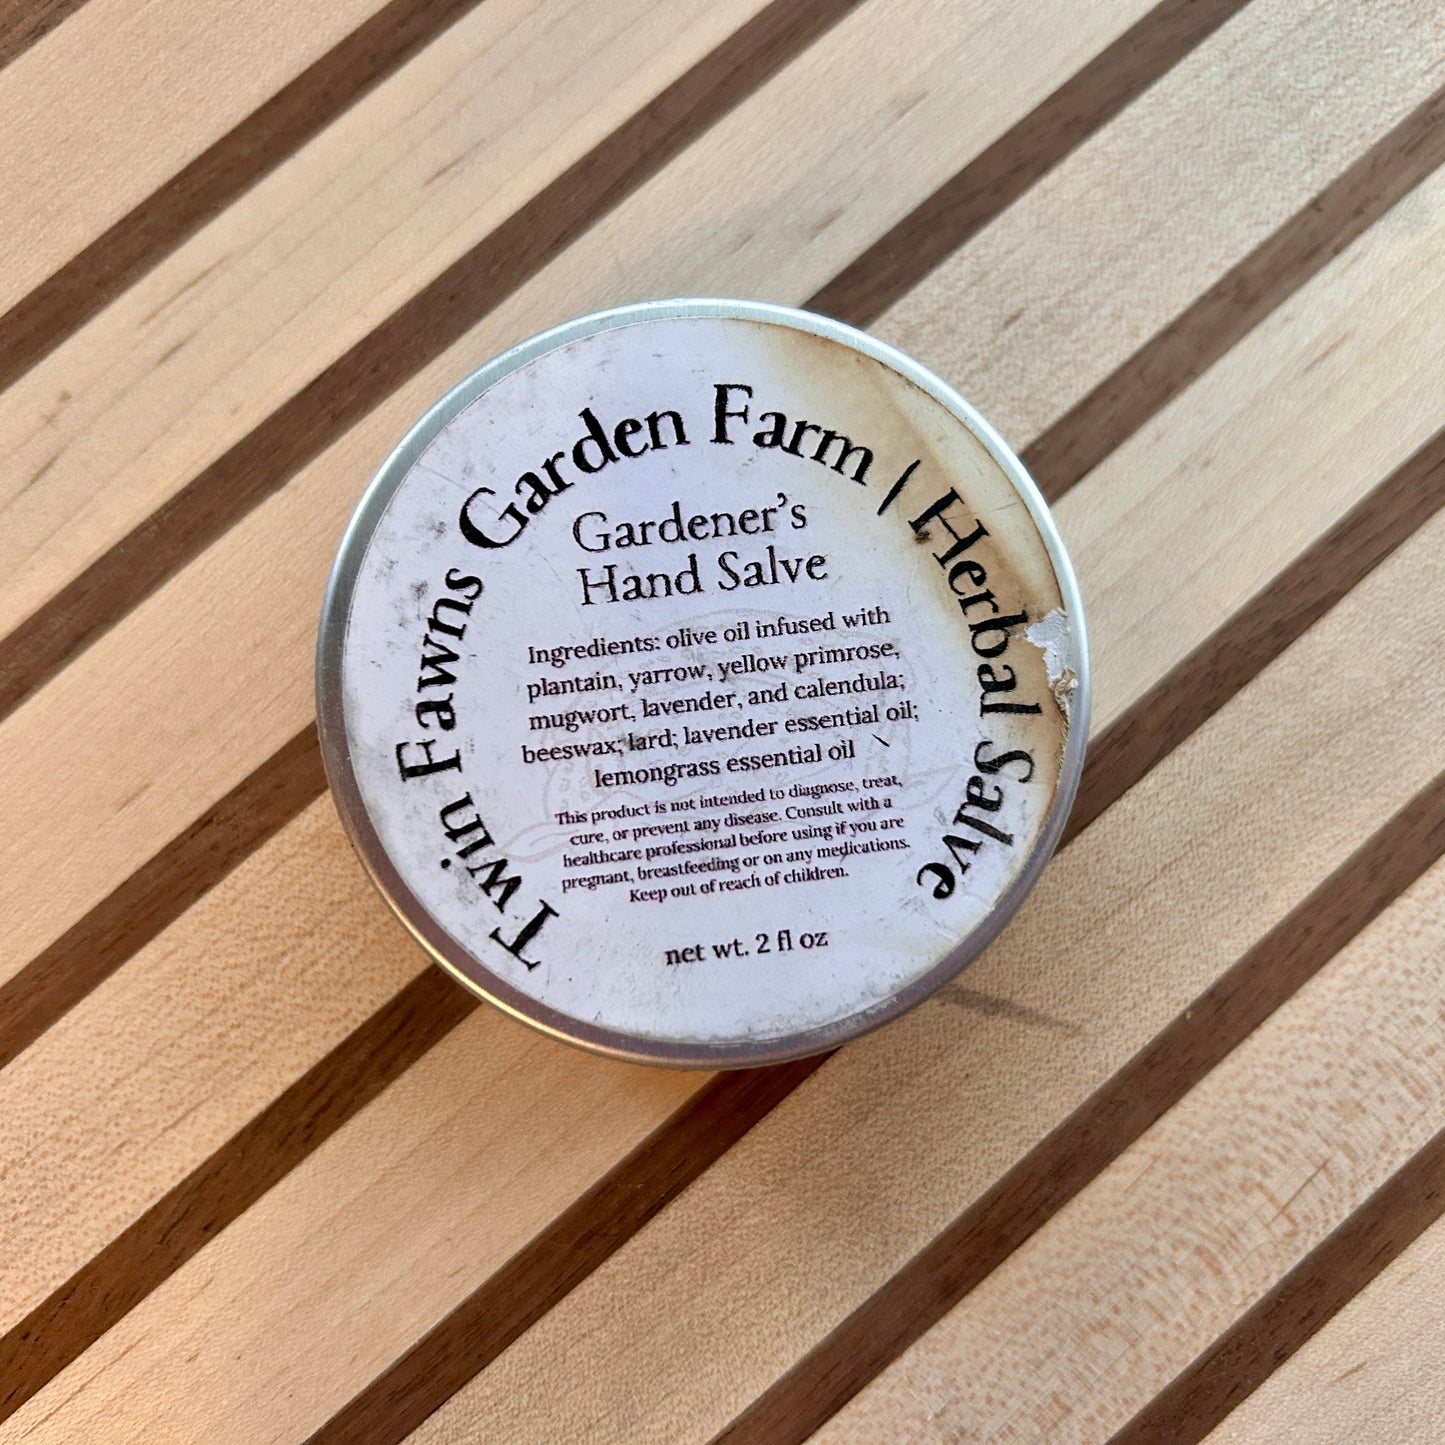 Twin Fawns Garden Farm | Herbal Salve
Gardener's
Hand Salve
Ingredients: olive oil infused with
plantain, yarrow, yellow primrose,
mugwort, lavender, and calendula;
beeswax; lard; lavender essential oil;
lemongrass essential oil
This product is not intended to diagnose, treat,
cure, or prevent any disease. Consult with a
healthcare professional before using if you are
pregnant, breastfeeding or on any medications.
Keep out of reach of children.
net wt. 2 fl oz